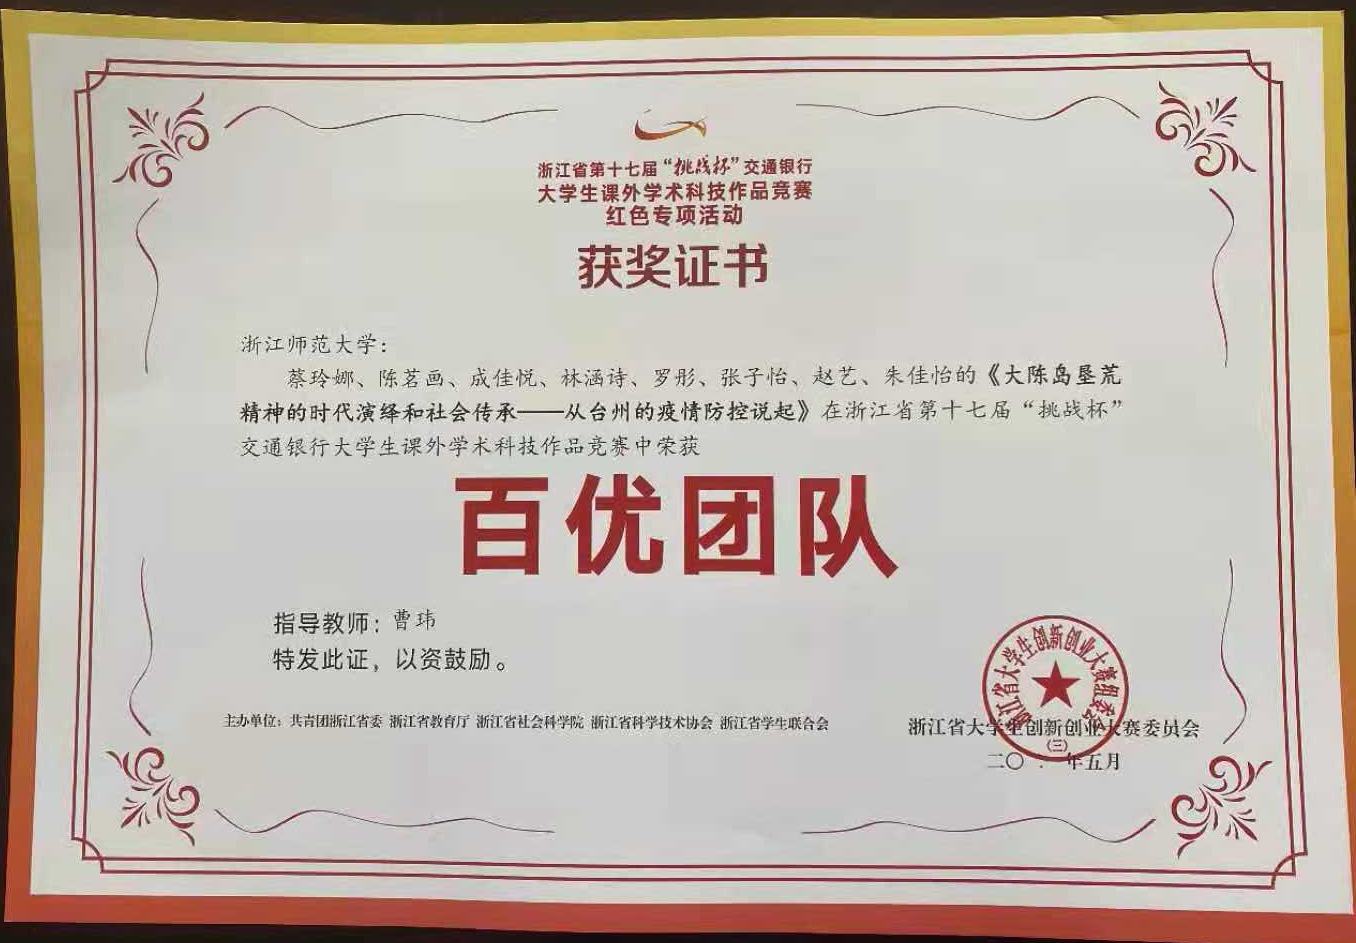 浙江省第十七届“挑战杯”交通银行
大学生课外学术科技作品竞赛
红色专项活动
获奖证书
浙江师范大学：
蔡玲娜、陈茗画、成佳悦、林涵诗、罗彤、张子怡、赵艺、朱佳怡的《大陈岛垦荒
精神的时代演绎和社会传承——从台州的疫情防控说起》在浙江省第十七届“挑战杯”
交通银行大学生课外学术科技作品竞赛中荣获
百优团队
指导教师：曹玮
特发此证，以资鼓励。
主办单位：共青团浙江省委 浙江省教育厅 浙江省社会科学院 浙江省科学技术协会 浙江省学生联合会
浙江省大学生创新创业大赛组委会
（三）
浙江省大学生创新创业大赛委员会
二〇 年五月